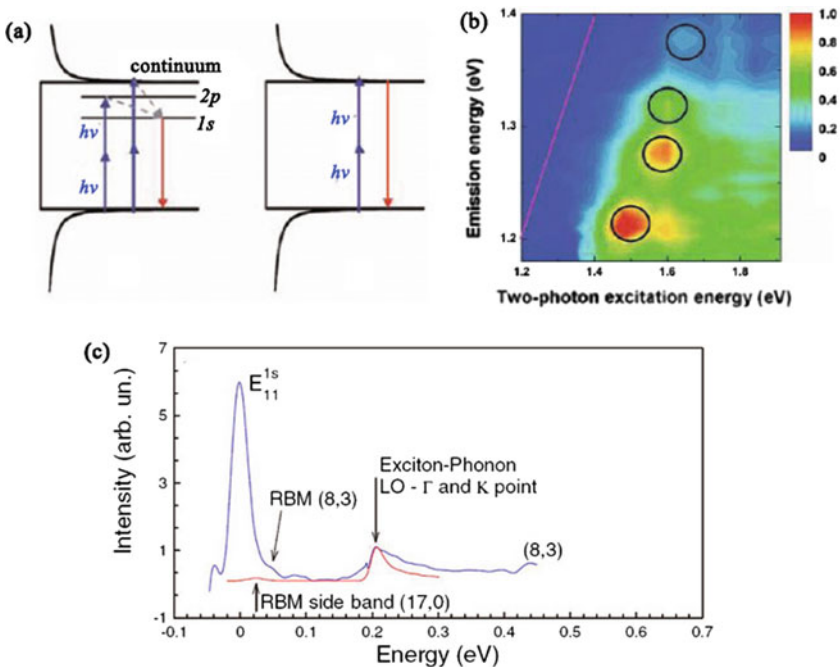 (a)
continuum
2p
1s
hν
hν
hν
hν
(b)
Emission energy (eV)
1.4
1.3
1.2
1.2
1.4
1.6
1.8
Two-photon excitation energy (eV)
1.0
0.8
0.6
0.4
0.2
0
(c)
Intensity (arb. un.)
7
5
3
1
-1
E₁₁¹ˢ
RBM (8,3)
Exciton-Phonon
LO - Γ and K point
(8,3)
RBM side band (17,0)
-0.1
0
0.1
0.2
0.3
0.4
0.5
0.6
0.7
Energy (eV)